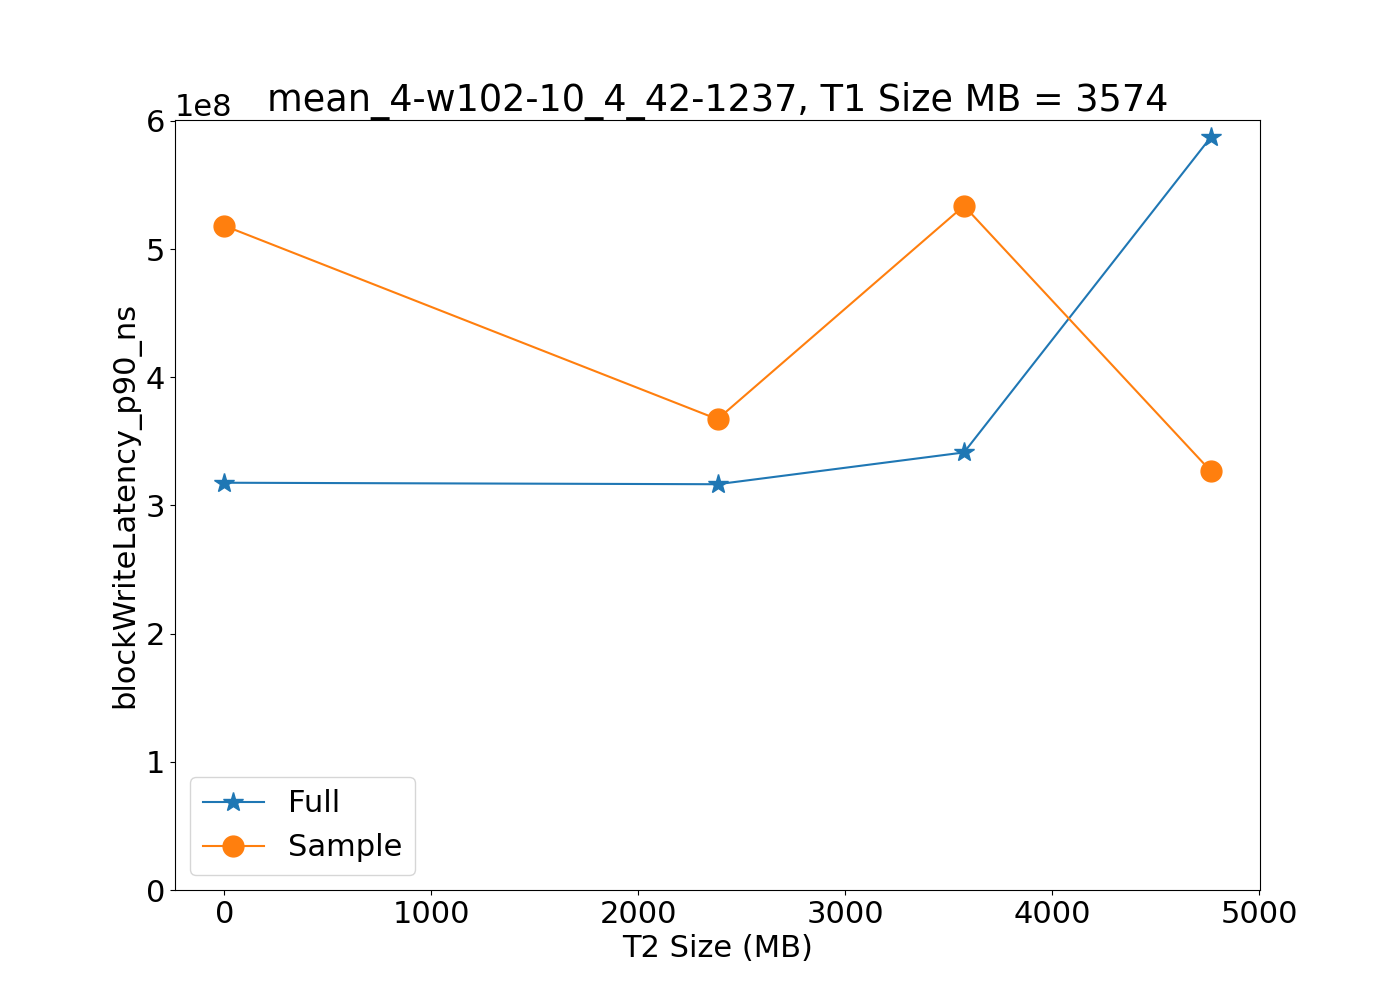 1e8
mean_4-w102-10_4_42-1237, T1 Size MB = 3574
blockWriteLatency_p90_ns
6
5
4
3
2
1
0
Full
Sample
0 1000 2000 3000 4000 5000
T2 Size (MB)